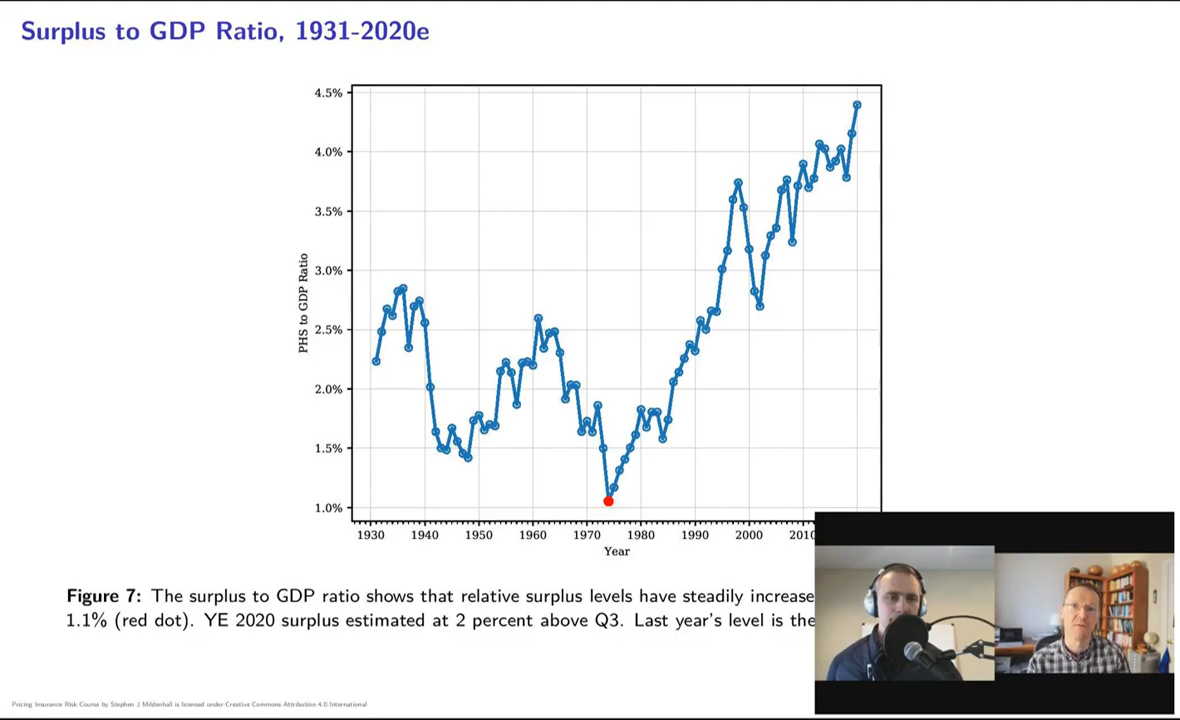 Surplus to GDP Ratio, 1931-2020e
4.5%
4.0%
3.5%
3.0%
2.5%
2.0%
1.5%
1.0%
PHS to GDP Ratio
1930 1940 1950 1960 1970 1980 1990 2000 2010
Year
Figure 7: The surplus to GDP ratio shows that relative surplus levels have steadily increase
1.1% (red dot). YE 2020 surplus estimated at 2 percent above Q3. Last year's level is the
Pricing Insurance Risk Course by Stephen J Mildenhall is licensed under Creative Commons Attribution 4.0 International